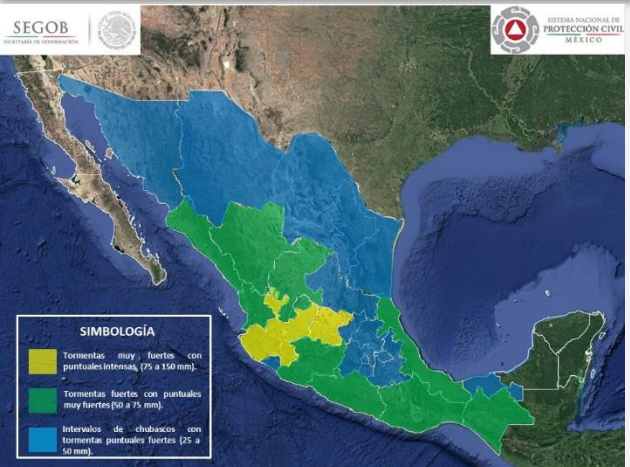 SEGOB
SECRETARÍA DE GOBERNACIÓN
SISTEMA NACIONAL DE
PROTECCIÓN CIVIL
MÉXICO
SIMBOLOGÍA
Tormentas muy fuertes con
puntuales intensas, (75 a 150 mm).
Tormentas fuertes con puntuales
muy fuertes (50 a 75 mm).
Intervalos de chubascos con
tormentas puntuales fuertes (25 a
50 mm).